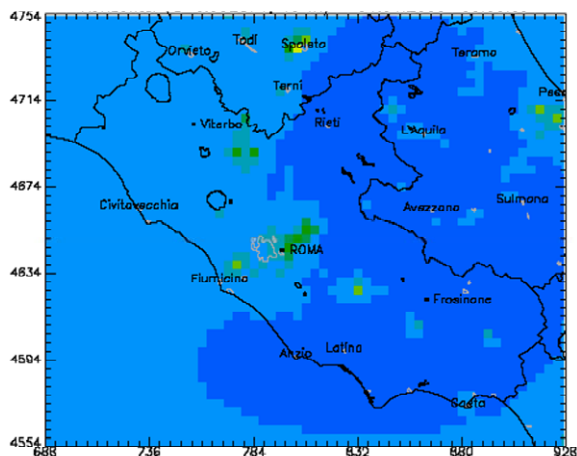 4754
Todi
Spoleto
Orvieto
Teramo
Terni
Pesc
4714
Viterbo
Rieti
L'Aquila
4674
Civitavecchia
Avezzano
Sulmona
ROMA
4634
Fiumicino
Frosinone
4594
Anzio
Latina
Gaeta
4554
688 736 784 832 880 928